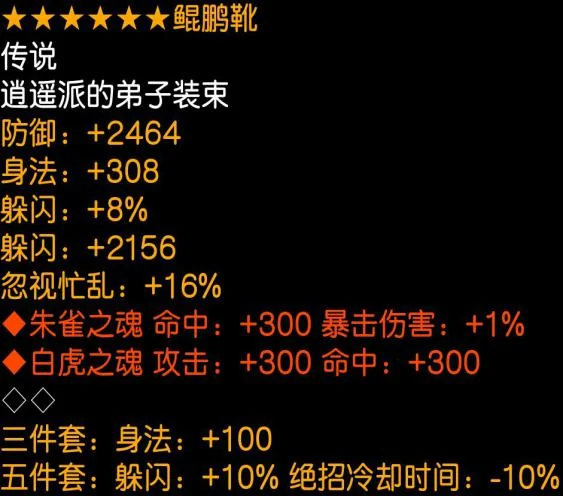 ★★★★★★鲲鹏靴
传说
逍遥派的弟子装束
防御：+2464
身法：+308
躲闪：+8%
躲闪：+2156
忽视忙乱：+16%
◆朱雀之魂 命中：+300 暴击伤害：+1%
◆白虎之魂 攻击：+300 命中：+300
◇◇
三件套：身法：+100
五件套：躲闪：+10% 绝招冷却时间：-10%